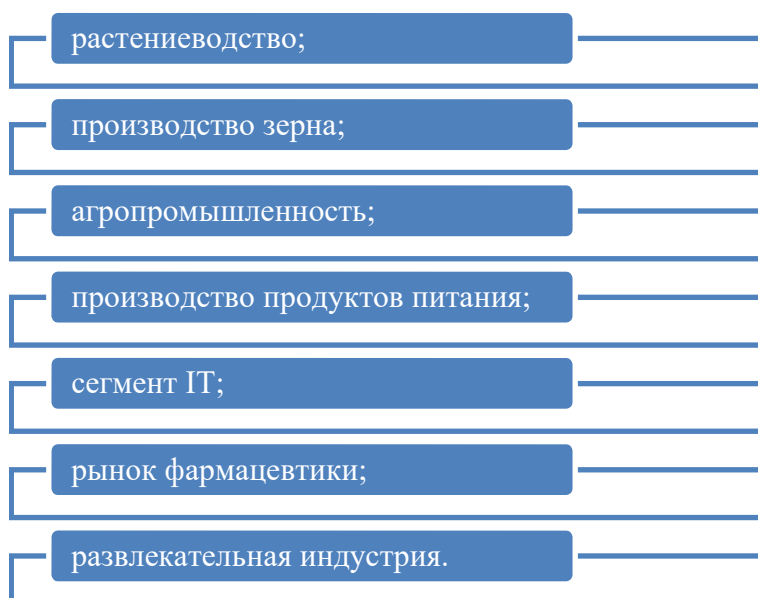 растениеводство;
производство зерна;
агропромышленность;
производство продуктов питания;
сегмент IT;
рынок фармацевтики;
развлекательная индустрия.